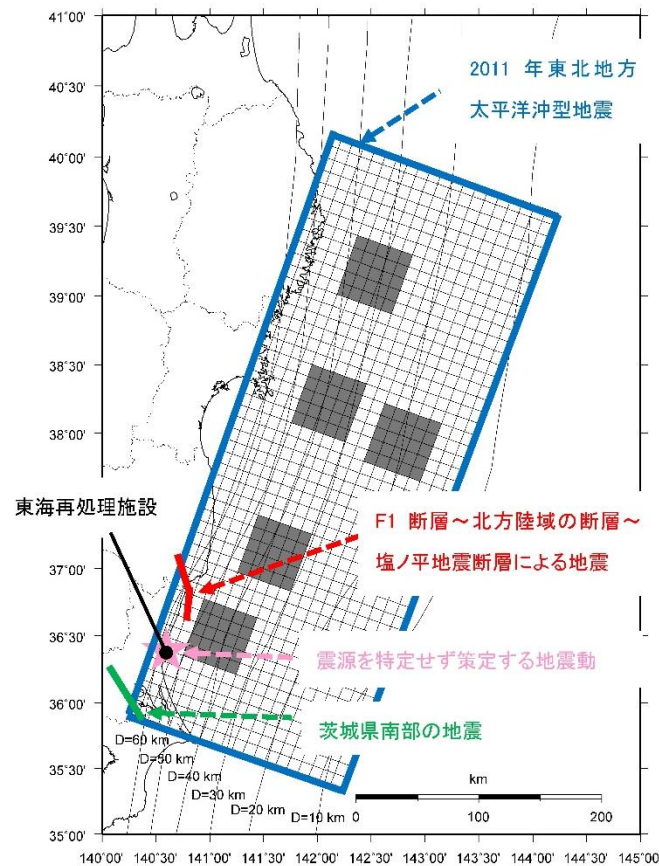 41°00'
40°30'
40°00'
39°30'
39°00'
38°30'
38°00'
37°30'
37°00'
36°30'
36°00'
35°30'
35°00'
2011 年東北地方
太平洋沖型地震
東海再処理施設
F1 断層～北方陸域の断層～
塩ノ平地震断層による地震
震源を特定せず策定する地震動
茨城県南部の地震
D=60 km
D=50 km
D=40 km
D=30 km
D=20 km
D=10 km
km
0 100 200
140°00' 140°30' 141°00' 141°30' 142°00' 142°30' 143°00' 143°30' 144°00' 144°30' 145°00'